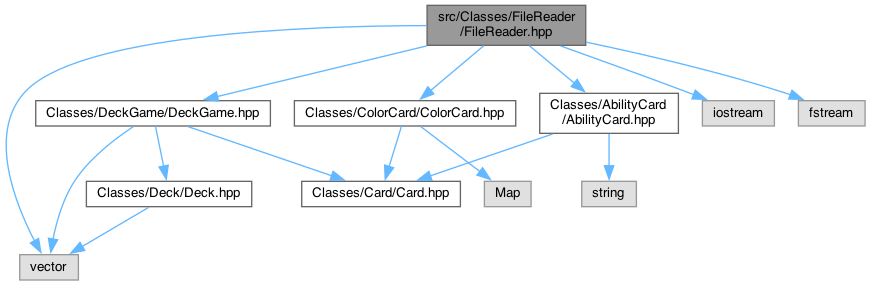 src/Classes/FileReader
/FileReader.hpp
Classes/DeckGame/DeckGame.hpp
Classes/ColorCard/ColorCard.hpp
Classes/AbilityCard
/AbilityCard.hpp
iostream
fstream
Classes/Deck/Deck.hpp
Classes/Card/Card.hpp
Map
string
vector